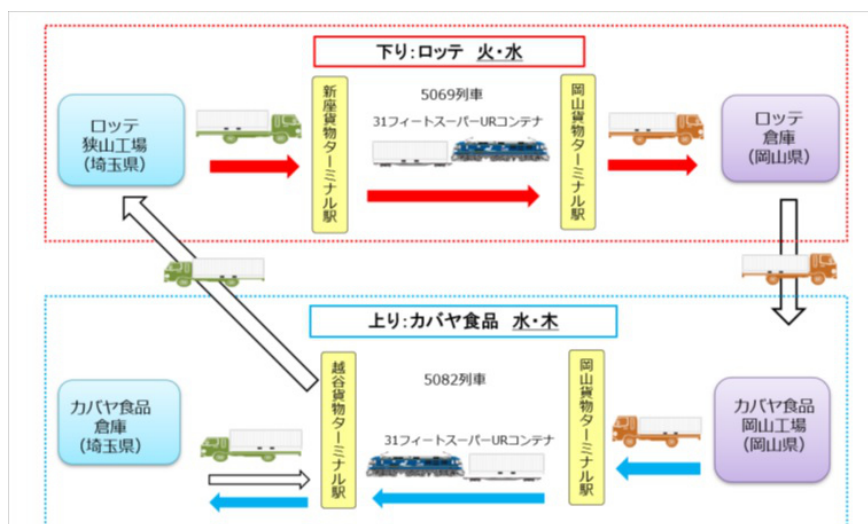 下り:ロッテ 火・水
ロッテ
狭山工場
(埼玉県)
新座貨物ターミナル駅
5069列車
31フィートスーパーURコンテナ
岡山貨物ターミナル駅
ロッテ
倉庫
(岡山県)
上り:カバヤ食品 水・木
カバヤ食品
倉庫
(埼玉県)
越谷貨物ターミナル駅
5082列車
31フィートスーパーURコンテナ
岡山貨物ターミナル駅
カバヤ食品
岡山工場
(岡山県)